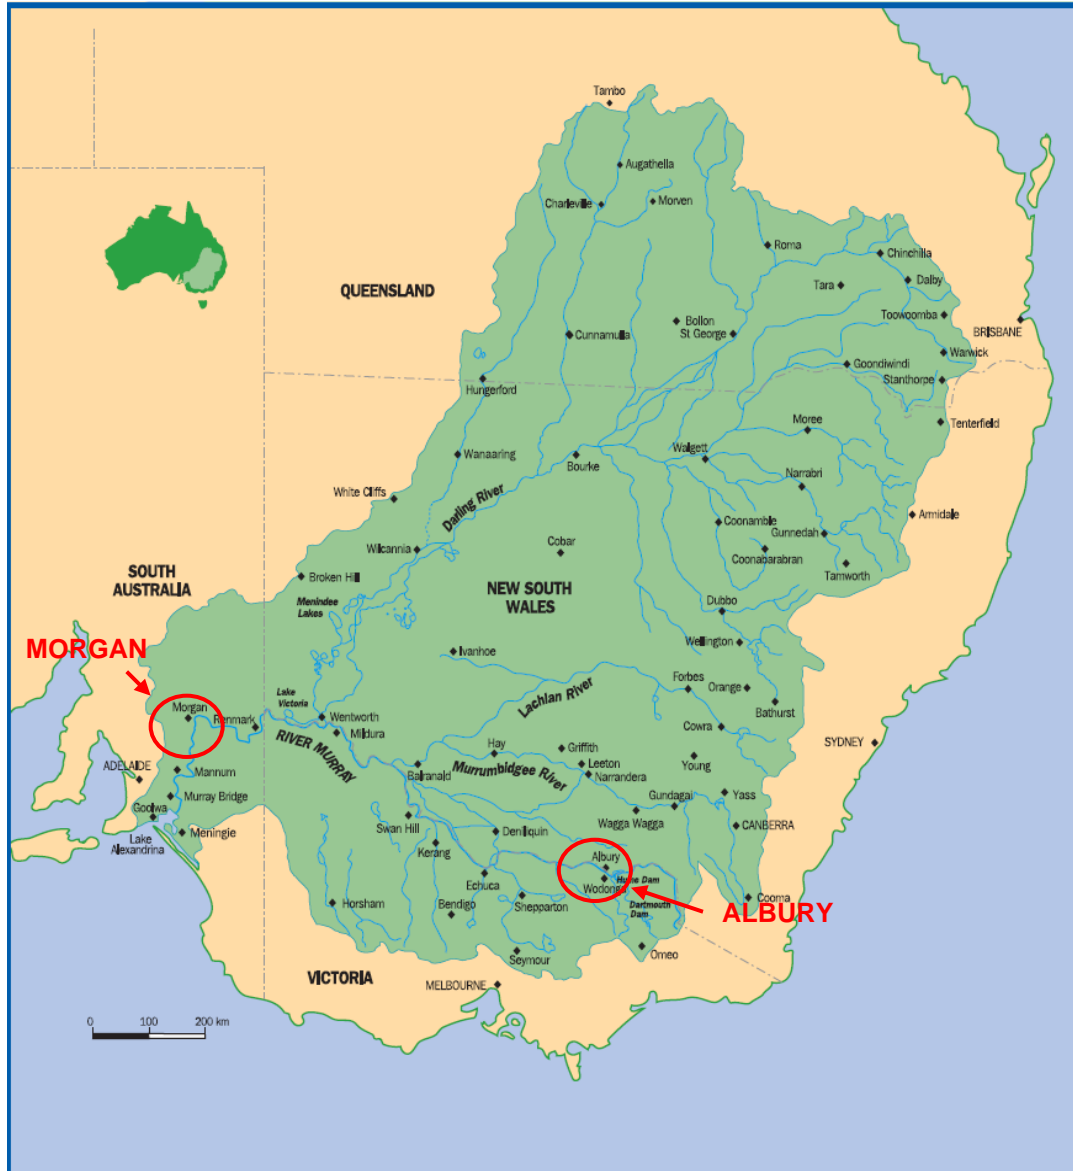 Tambo
Augathella
Charleville
Morven
Roma
Chinchilla
Dalby
Tara
QUEENSLAND
Bollon
Toowoomba
St George
BRISBANE
Cunnamulla
Warwick
Goondiwindi
Stanthorpe
Hungerford
Moree
Tenterfield
Walgett
Wanaaring
Bourke
Narrabri
White Cliffs
Darling River
Coonamble
Armidale
Gunnedah
Cobar
Wilcannia
Coonabarabran
Tamworth
SOUTH
AUSTRALIA
Broken Hill
NEW SOUTH
WALES
Menindee
Lakes
Dubbo
Wellington
MORGAN
Ivanhoe
Forbes
Orange
Lachlan River
Lake
Victoria
Morgan
Renmark
Wentworth
Bathurst
Mildura
Cowra
RIVER MURRAY
SYDNEY
Hay
Griffith
Leeton
Young
ADELAIDE
Mannum
Balranald
Murrumbidgee River
Narrandera
Murray Bridge
Gundagai
Yass
Goolwa
Swan Hill
Wagga Wagga
CANBERRA
Meningie
Deniliquin
Lake
Alexandrina
Kerang
Albury
Hume Dam
Wodonga
Echuca
Cooma
Horsham
Bendigo
Shepparton
Dartmouth
Dam
ALBURY
Seymour
Omeo
VICTORIA
MELBOURNE
0 100 200 km